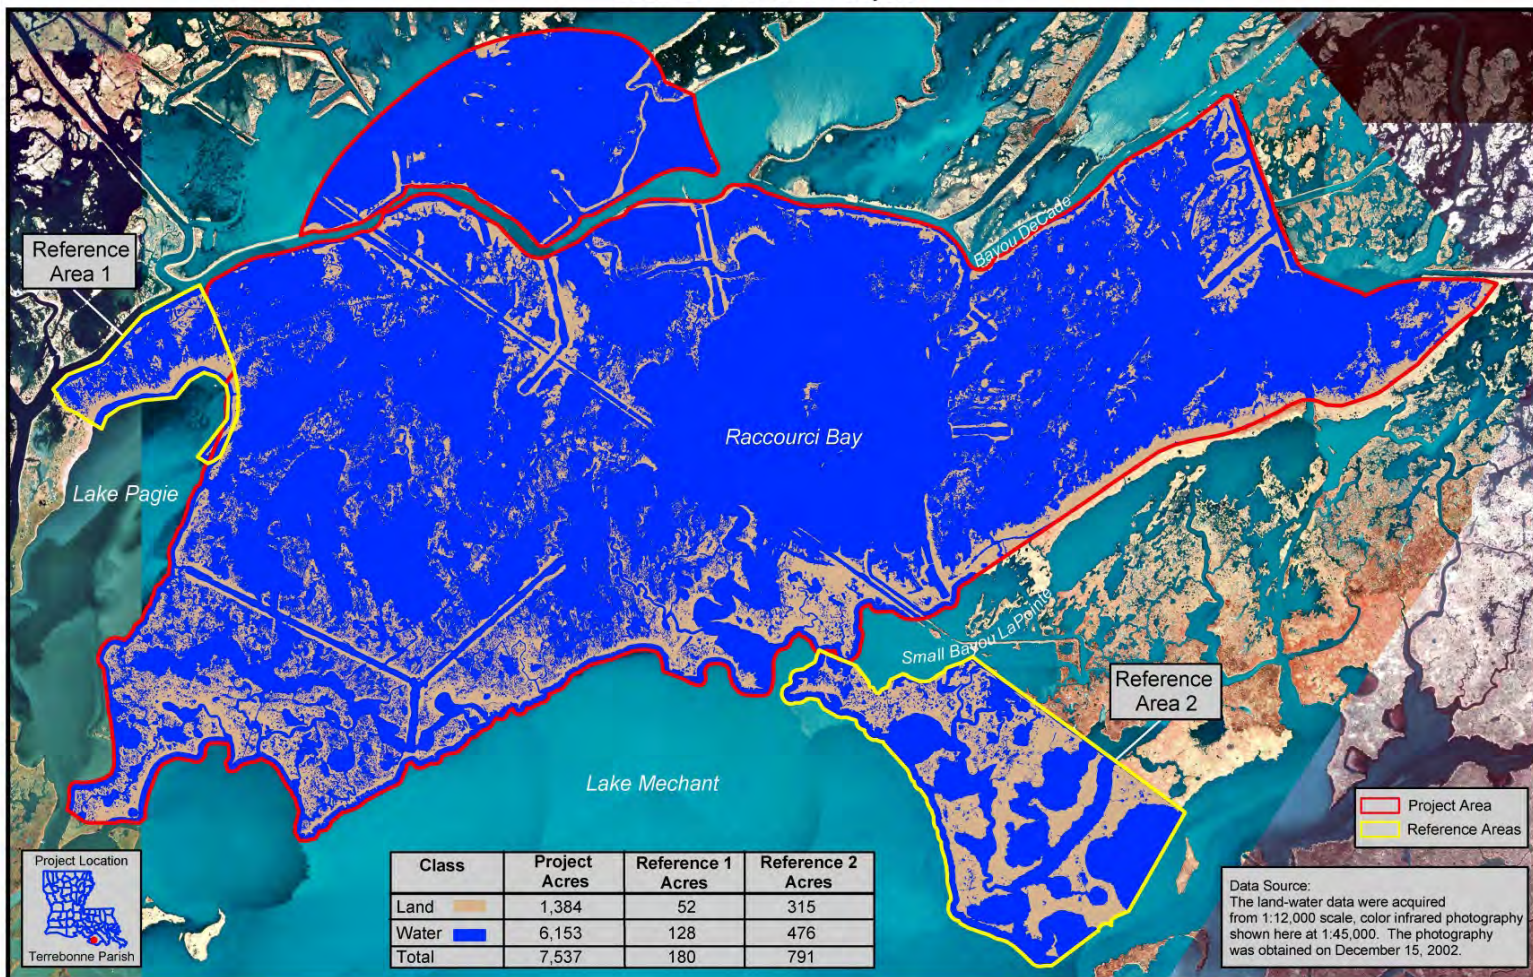 Reference
Area 1
Bayou DeCade
Raccourci Bay
Lake Pagie
Small Bayou LaPointe
Reference
Area 2
Lake Mechant
Project Area
Reference Areas
Project Location
Terrebonne Parish
Class Project Acres Reference 1 Acres Reference 2 Acres
Land 1,384 52 315
Water 6,153 128 476
Total 7,537 180 791
Data Source:
The land-water data were acquired
from 1:12,000 scale, color infrared photography
shown here at 1:45,000. The photography
was obtained on December 15, 2002.